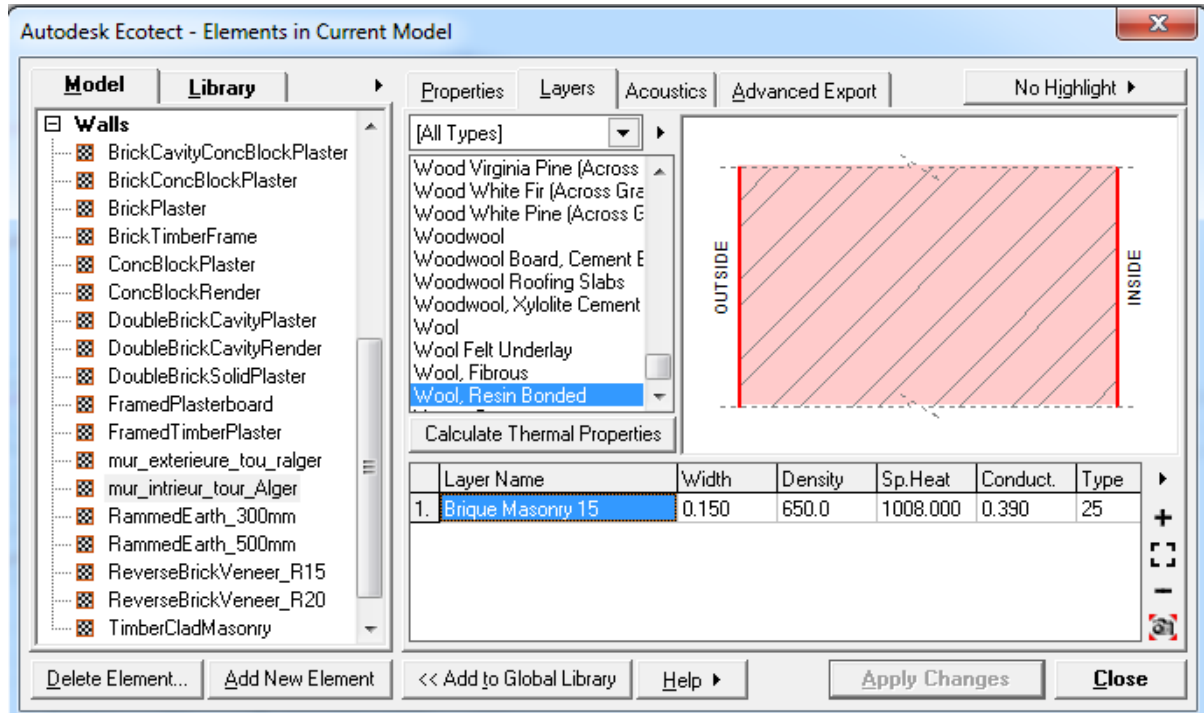 Autodesk Ecotect - Elements in Current Model
X
Model
Library
Walls
BrickCavityConcBlockPlaster
BrickConcBlockPlaster
BrickPlaster
BrickTimberFrame
ConcBlockPlaster
ConcBlockRender
DoubleBrickCavityPlaster
DoubleBrickCavityRender
DoubleBrickSolidPlaster
FramedPlasterboard
FramedTimberPlaster
mur_exterieure_tou_ralger
mur_intrieur_tour_Alger
RammedEarth_300mm
RammedEarth_500mm
ReverseBrickVeneer_R15
ReverseBrickVeneer_R20
TimberCladMasonry
Delete Element...
Add New Element
Properties
Layers
Acoustics
Advanced Export
No Highlight
[All Types]
Wood Virginia Pine (Across
Wood White Fir (Across Gra
Wood White Pine (Across G
Woodwool
Woodwool Board, Cement B
Woodwool Roofing Slabs
Woodwool, Xylolite Cement
Wool
Wool Felt Underlay
Wool, Fibrous
Wool, Resin Bonded
Calculate Thermal Properties
OUTSIDE
INSIDE
Layer Name Width Density Sp.Heat Conduct. Type
1. Brique Masonry 15 0.150 650.0 1008.000 0.390 25
<< Add to Global Library
Help
Apply Changes
Close